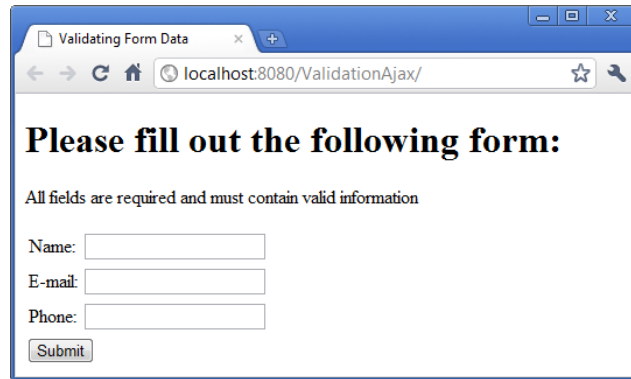 Validating Form Data
localhost:8080/ValidationAjax/
Please fill out the following form:
All fields are required and must contain valid information
Name:
E-mail:
Phone:
Submit